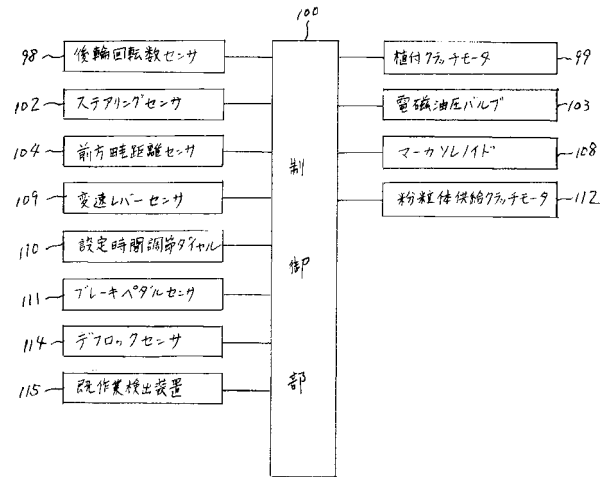 100
98 後輪回転数センサ
102 ステアリングセンサ
104 前方畦距離センサ
109 変速レバーセンサ
110 設定時間調節ダイヤル
111 ブレーキペダルセンサ
114 デフロックセンサ
115 既作業検出装置
制御部
植付クラッチモータ 99
電磁油圧バルブ 103
マーカソレノイド 108
粉粒体供給クラッチモータ 112